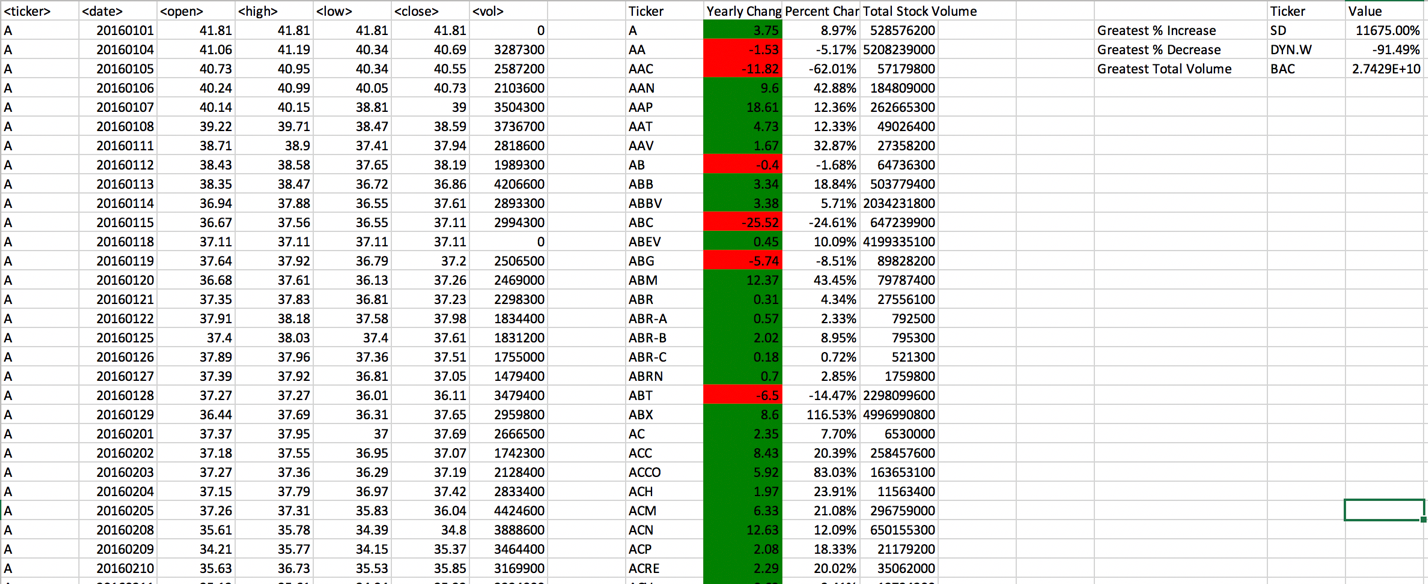 <ticker> <date> <open> <high> <low> <close> <vol> Ticker Yearly Chang Percent Char Total Stock Volume Ticker Value
A 20160101 41.81 41.81 41.81 41.81 0 A 3.75 8.97% 528576200 Greatest % Increase SD 11675.00%
A 20160104 41.06 41.19 40.34 40.69 3287300 AA -1.53 -5.17% 5208239000 Greatest % Decrease DYN.W -91.49%
A 20160105 40.73 40.95 40.34 40.55 2587200 AAC -11.82 -62.01% 57179800 Greatest Total Volume BAC 2.7429E+10
A 20160106 40.24 40.99 40.05 40.73 2103600 AAN 9.6 42.88% 184809000
A 20160107 40.14 40.15 38.81 39 3504300 AAP 18.61 12.36% 262665300
A 20160108 39.22 39.71 38.47 38.59 3736700 AAT 4.73 12.33% 49026400
A 20160111 38.71 38.9 37.41 37.94 2818600 AAV 1.67 32.87% 27358200
A 20160112 38.43 38.58 37.65 38.19 1989300 AB -0.4 -1.68% 64736300
A 20160113 38.35 38.47 36.72 36.86 4206600 ABB 3.34 18.84% 503779400
A 20160114 36.94 37.88 36.55 37.61 2893300 ABBV 3.38 5.71% 2034231800
A 20160115 36.67 37.56 36.55 37.11 2994300 ABC -25.52 -24.61% 647239900
A 20160118 37.11 37.11 37.11 37.11 0 ABEV 0.45 10.09% 4199335100
A 20160119 37.64 37.92 36.79 37.2 2506500 ABG -5.74 -8.51% 89828200
A 20160120 36.68 37.61 36.13 37.26 2469000 ABM 12.37 43.45% 79787400
A 20160121 37.35 37.83 36.81 37.23 2298300 ABR 0.31 4.34% 27556100
A 20160122 37.91 38.18 37.58 37.98 1834400 ABR-A 0.57 2.33% 792500
A 20160125 37.4 38.03 37.4 37.61 1831200 ABR-B 2.02 8.95% 795300
A 20160126 37.89 37.96 37.36 37.51 1755000 ABR-C 0.18 0.72% 521300
A 20160127 37.39 37.92 36.81 37.05 1479400 ABRN 0.7 2.85% 1759800
A 20160128 37.27 37.27 36.01 36.11 3479400 ABT -6.5 -14.47% 2298099600
A 20160129 36.44 37.69 36.31 37.65 2959800 ABX 8.6 116.53% 4996990800
A 20160201 37.37 37.95 37 37.69 2666500 AC 2.35 7.70% 6530000
A 20160202 37.18 37.55 36.95 37.07 1742300 ACC 8.43 20.39% 258457600
A 20160203 37.27 37.36 36.29 37.19 2128400 ACCO 5.92 83.03% 163653100
A 20160204 37.15 37.79 36.97 37.42 2833400 ACH 1.97 23.91% 11563400
A 20160205 37.26 37.31 35.83 36.04 4424600 ACM 6.33 21.08% 296759000
A 20160208 35.61 35.78 34.39 34.8 3888600 ACN 12.63 12.09% 650155300
A 20160209 34.21 35.77 34.15 35.37 3464400 ACP 2.08 18.33% 21179200
A 20160210 35.63 36.73 35.53 35.85 3169900 ACRE 2.29 20.02% 35062000